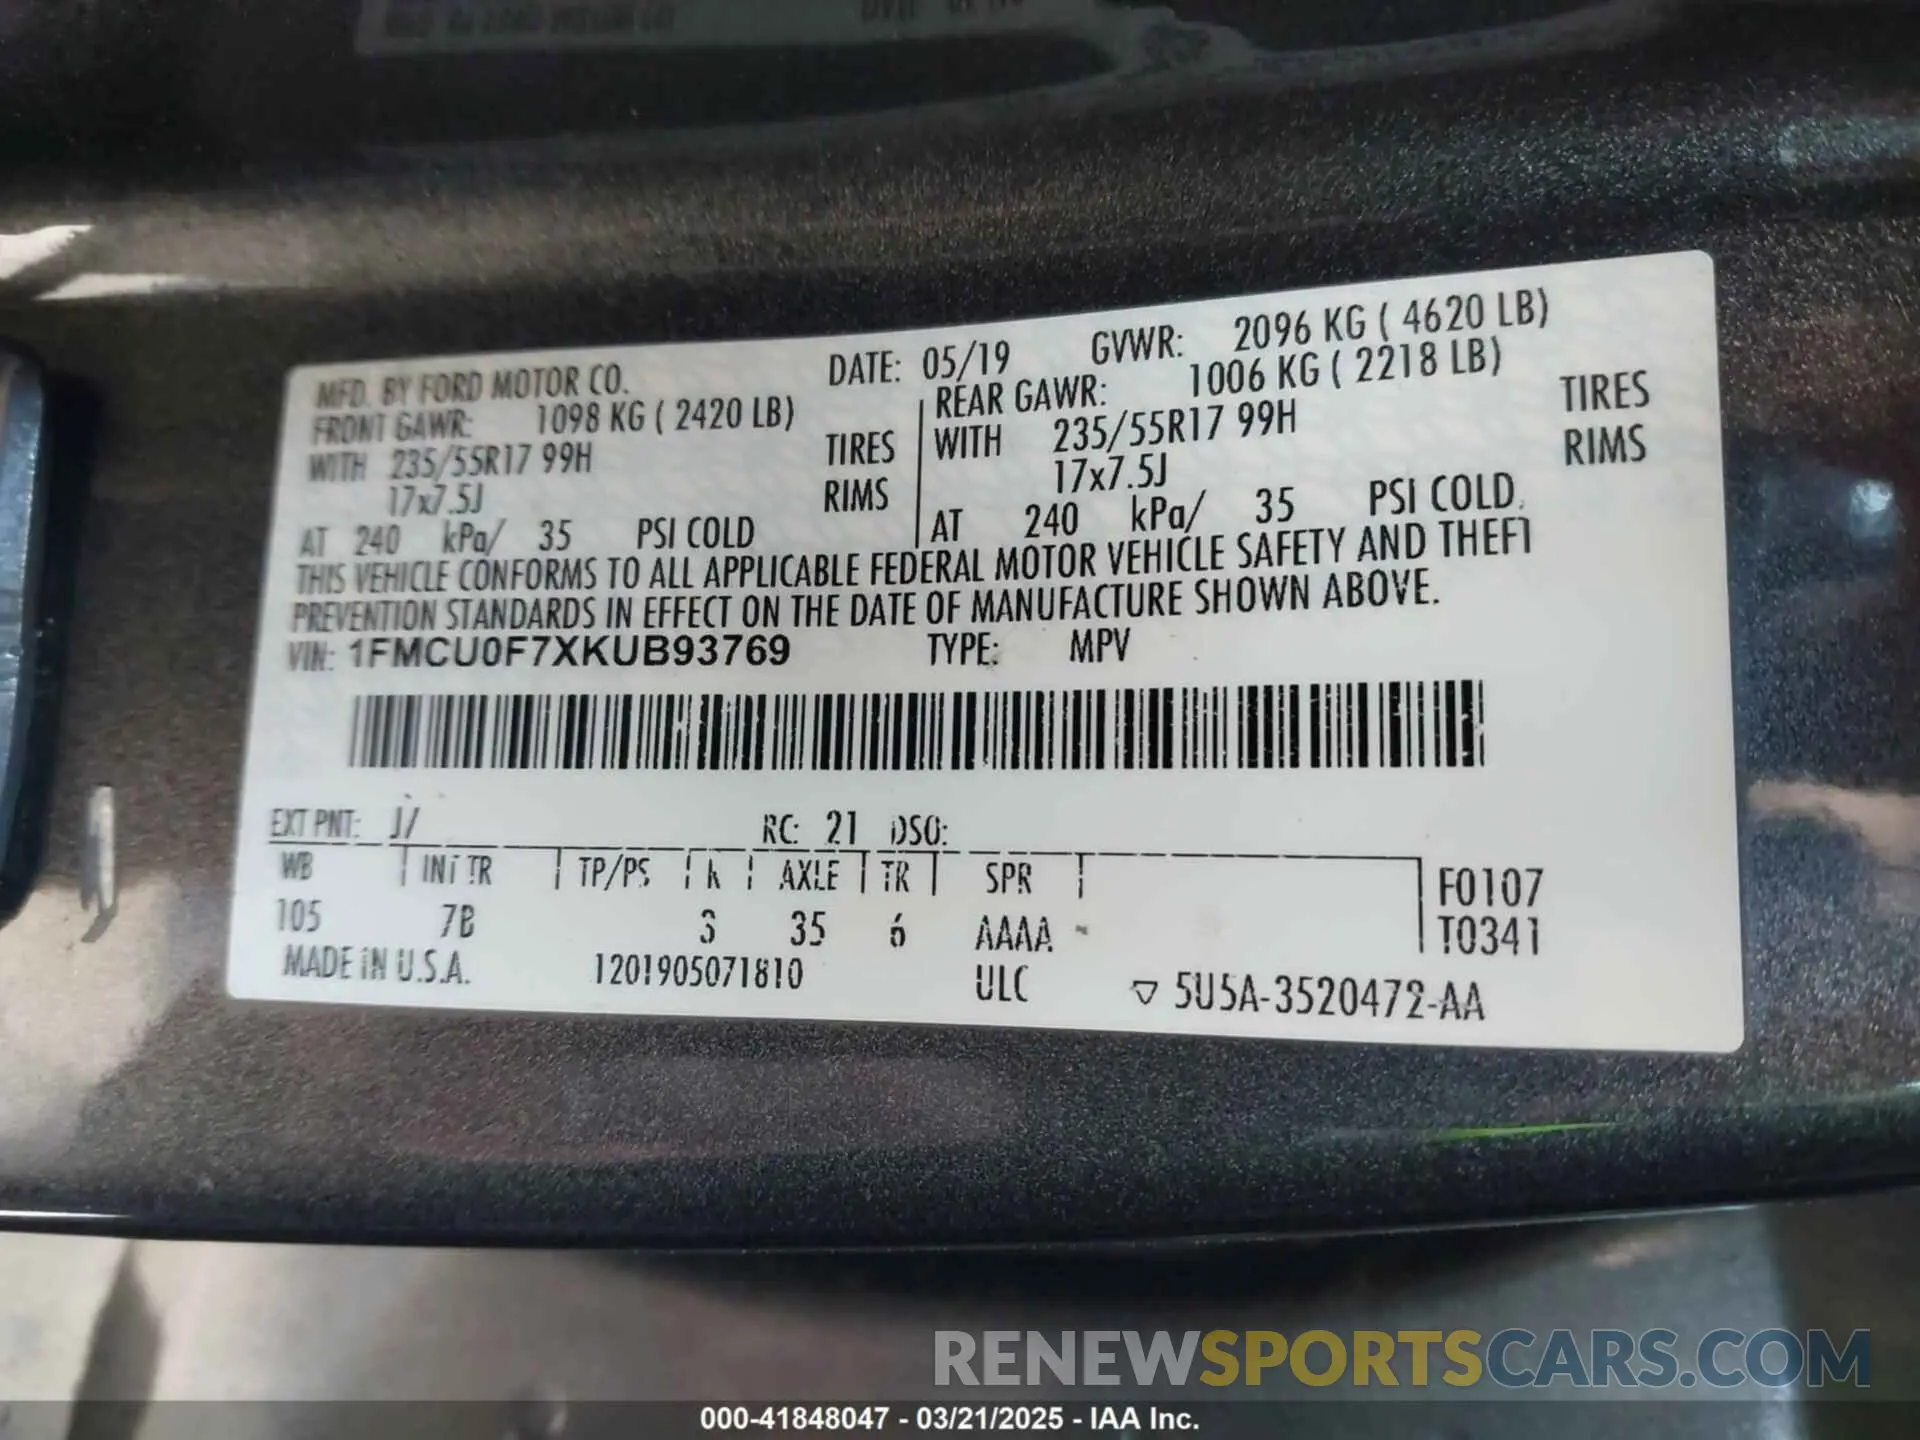 MFD. BY FORD MOTOR CO. DATE: 05/19 GVWR: 2096 KG ( 4620 LB)
FRONT GAWR: 1098 KG ( 2420 LB) REAR GAWR: 1006 KG ( 2218 LB)
WITH 235/55R17 99H TIRES WITH 235/55R17 99H TIRES
17x7.5J RIMS 17x7.5J RIMS
AT 240 kPa/ 35 PSI COLD AT 240 kPa/ 35 PSI COLD
THIS VEHICLE CONFORMS TO ALL APPLICABLE FEDERAL MOTOR VEHICLE SAFETY AND THEFT
PREVENTION STANDARDS IN EFFECT ON THE DATE OF MANUFACTURE SHOWN ABOVE.
VIN: 1FMCU0F7XKUB93769 TYPE: MPV
EXT PNT: J7 RC: 21 DSO:
WB INT TR TP/PS R AXLE TR SPR F0107
105 7B 3 35 6 AAAA T0341
MADE IN U.S.A. 1201905071810 ULC ▽ 5U5A-3520472-AA
RENEWSPORTSCARS.COM
000-41848047 - 03/21/2025 - IAA Inc.